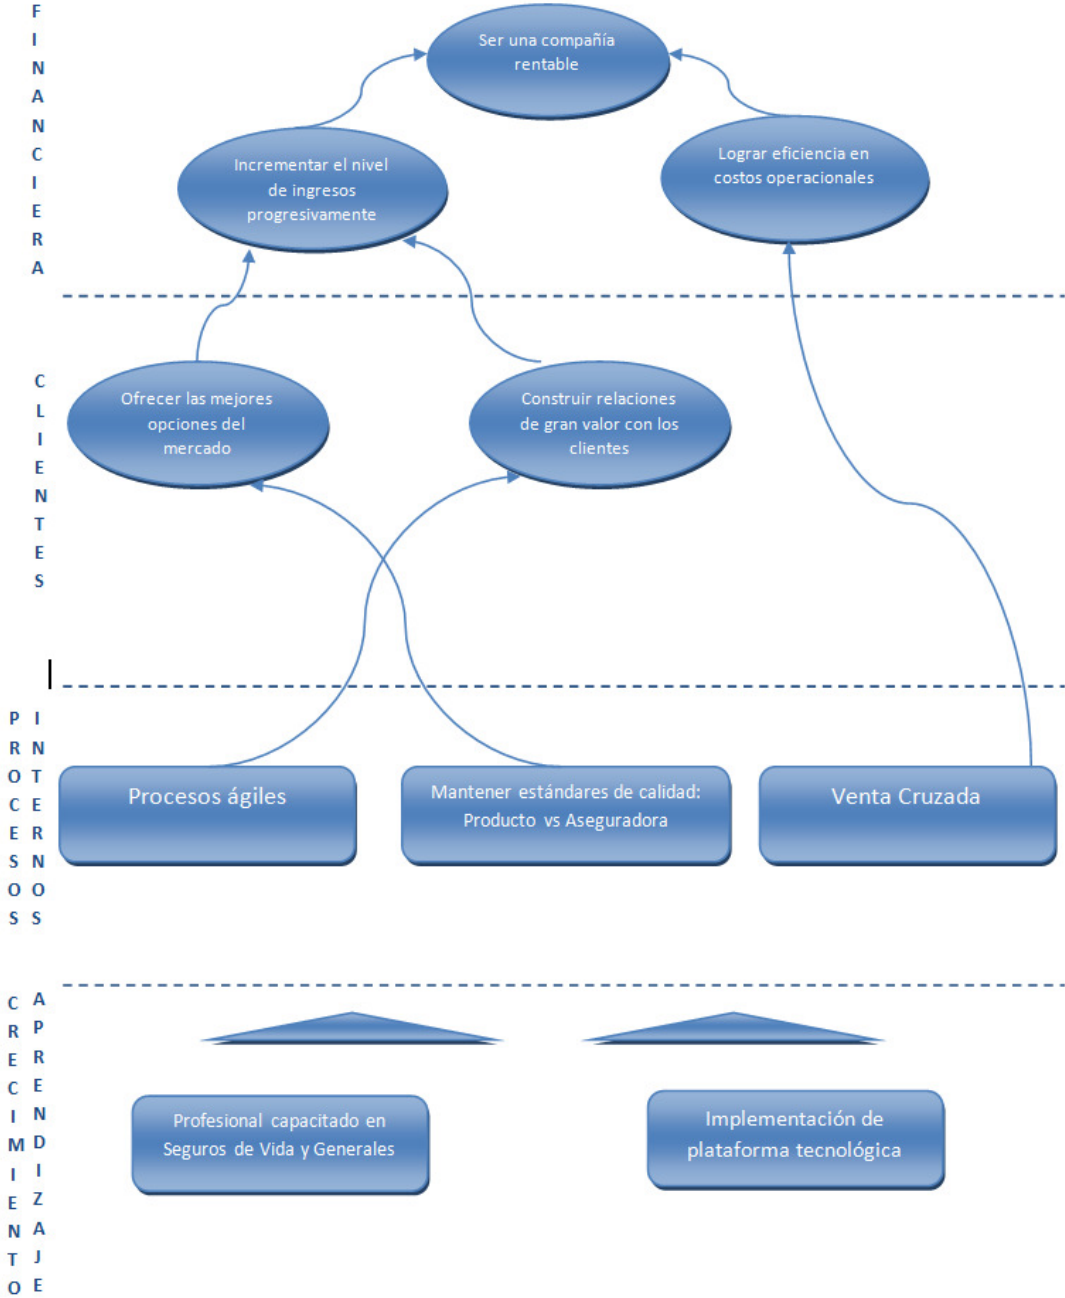 FINANCIERA
Ser una compañía
rentable
Incrementar el nivel
de ingresos
progresivamente
Lograr eficiencia en
costos operacionales
CLIENTES
Ofrecer las mejores
opciones del
mercado
Construir relaciones
de gran valor con los
clientes
PROCESOS
INTERNOS
Procesos ágiles
Mantener estándares de calidad:
Producto vs Aseguradora
Venta Cruzada
CRECIMIENTO
APRENDIZAJE
Profesional capacitado en
Seguros de Vida y Generales
Implementación de
plataforma tecnológica